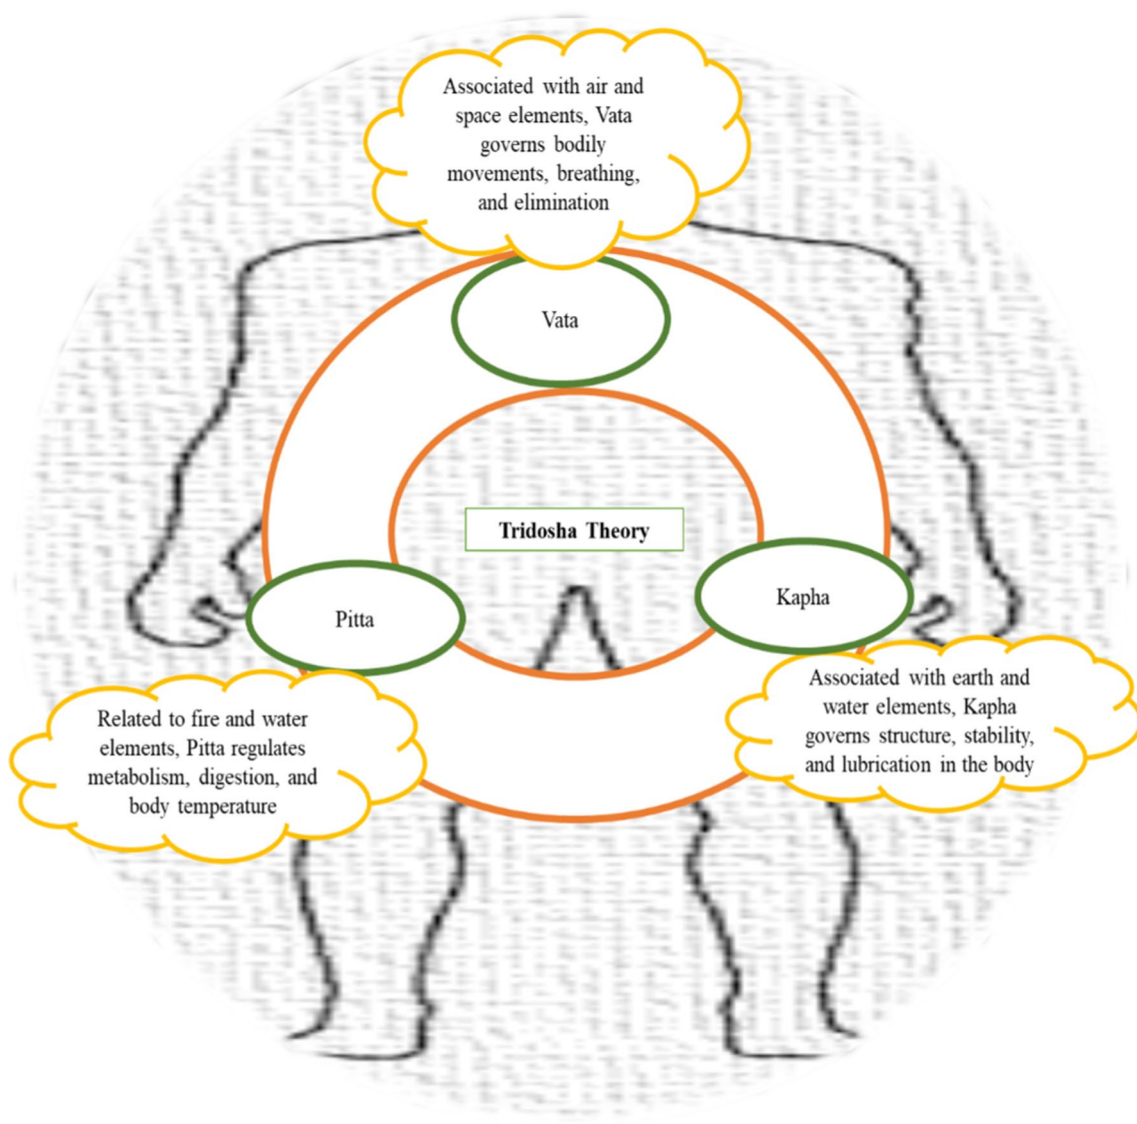 Associated with air and
space elements, Vata
governs bodily
movements, breathing,
and elimination
Vata
Tridosha Theory
Pitta
Kapha
Related to fire and water
elements, Pitta regulates
metabolism, digestion, and
body temperature
Associated with earth and
water elements, Kapha
governs structure, stability,
and lubrication in the body